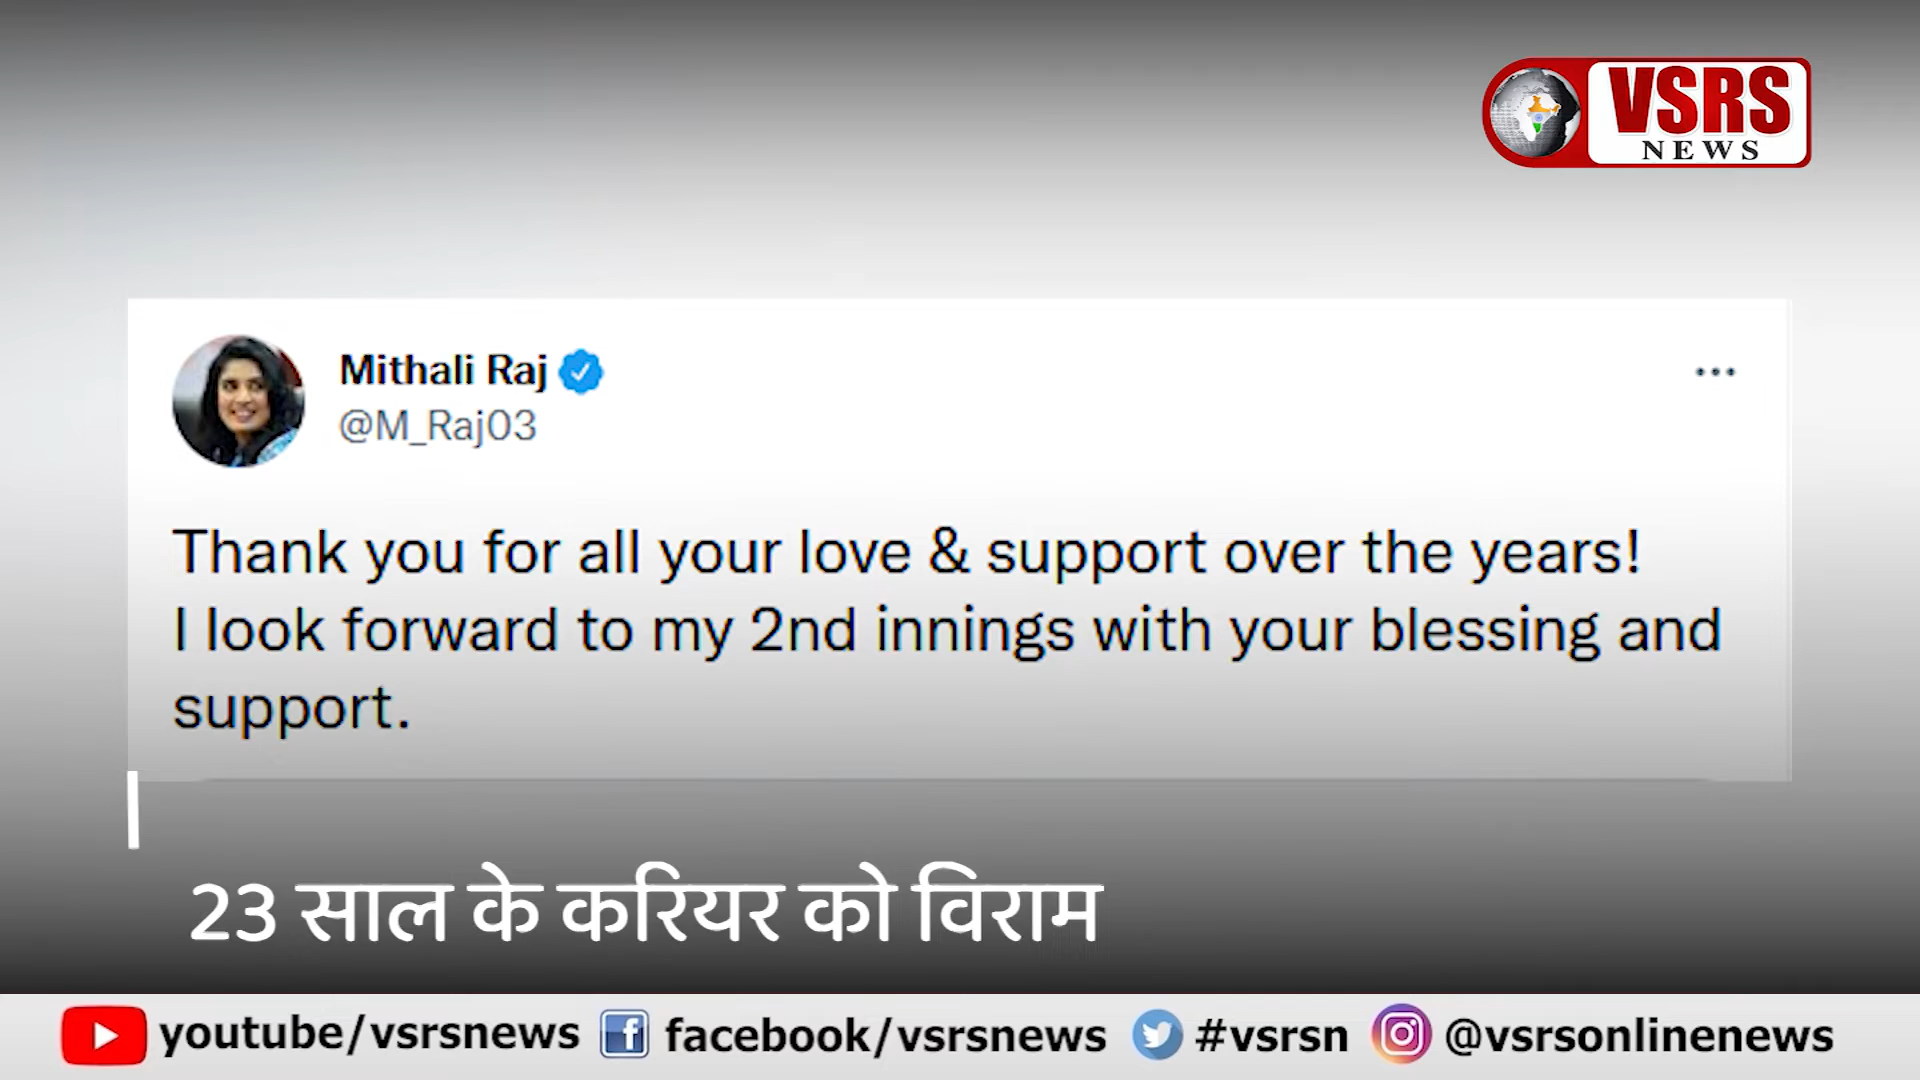 VSRS
NEWS
Mithali Raj
@M_Raj03
Thank you for all your love & support over the years!
I look forward to my 2nd innings with your blessing and
support.
23 साल के करियर को विराम
youtube/vsrsnews facebook/vsrsnews #vsrsn @vsrsonlinenews